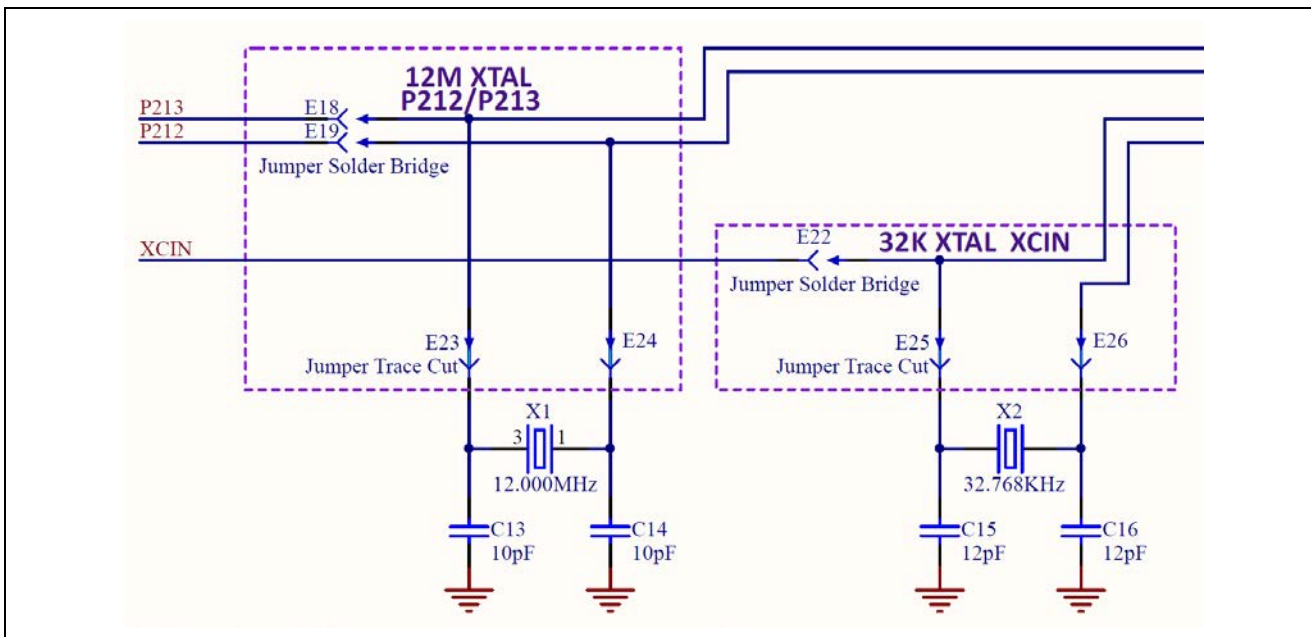 12M XTAL
P212/P213
P213
E18
P212
E19
Jumper Solder Bridge
XCIN
E22
32K XTAL XCIN
Jumper Solder Bridge
E23
E24
Jumper Trace Cut
E25
E26
Jumper Trace Cut
X1
3
1
12.000MHz
X2
32.768KHz
C13
10pF
C14
10pF
C15
12pF
C16
12pF